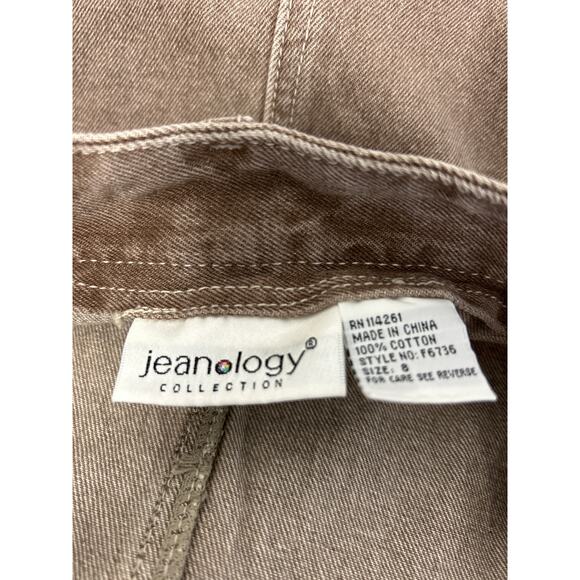 jeanology®
COLLECTION
RN 114261
MADE IN CHINA
100% COTTON
STYLE NO: F6736
SIZE: 8
FOR CARE SEE REVERSE